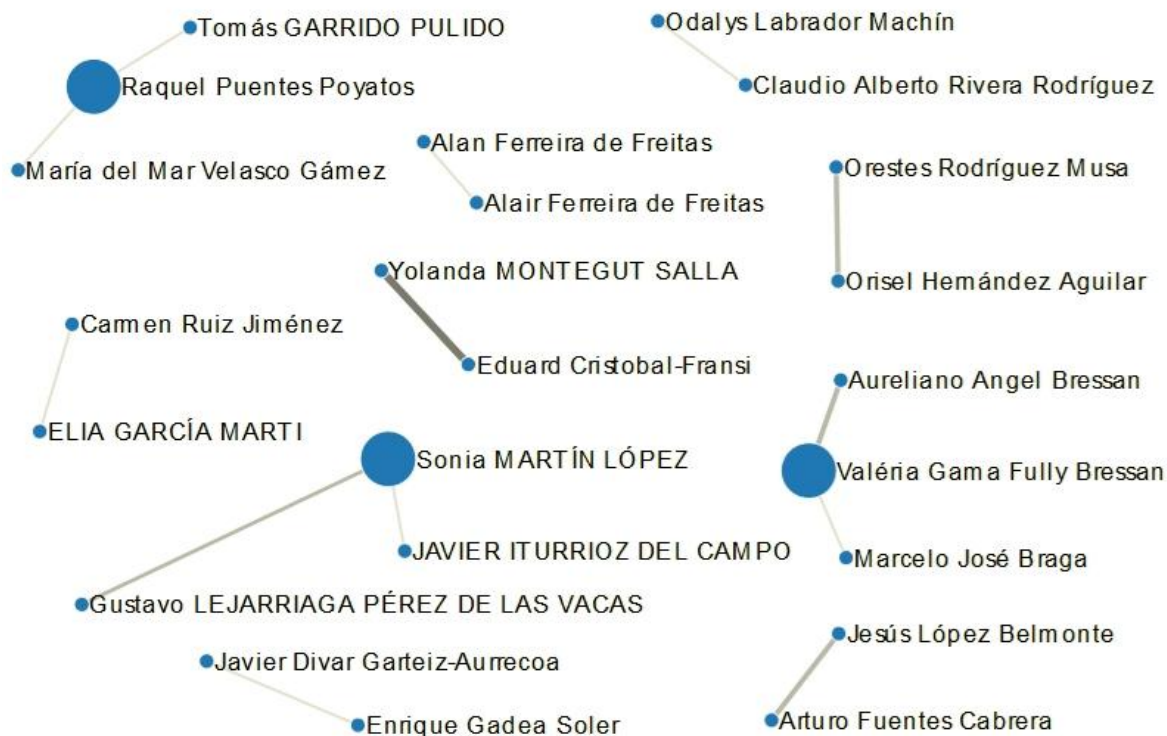 Tomás GARRIDO PULIDO
Odalys Labrador Machín
Raquel Puentes Poyatos
Claudio Alberto Rivera Rodríguez
Alan Ferreira de Freitas
María del Mar Velasco Gámez
Orestes Rodríguez Musa
Alair Ferreira de Freitas
Yolanda MONTEGUT SALLA
Orisel Hernández Aguilar
Carmen Ruiz Jiménez
Eduard Cristobal-Fransi
Aureliano Angel Bressan
ELIA GARCÍA MARTI
Sonia MARTÍN LÓPEZ
Valéria Gama Fully Bressan
JAVIER ITURRIOZ DEL CAMPO
Marcelo José Braga
Gustavo LEJARRIAGA PÉREZ DE LAS VACAS
Jesús López Belmonte
Javier Divar Garteiz-Aurrecoa
Enrique Gadea Soler
Arturo Fuentes Cabrera